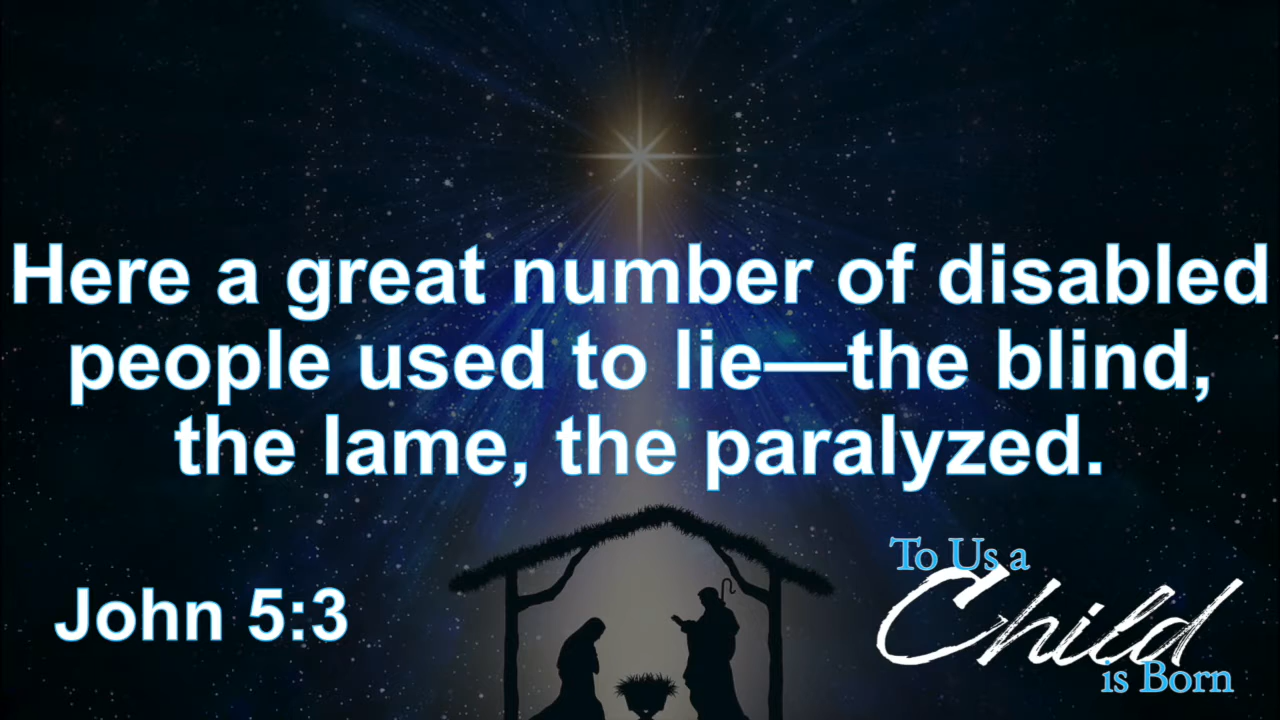 Here a great number of disabled
people used to lie—the blind,
the lame, the paralyzed.
John 5:3
To Us a
Child
is Born